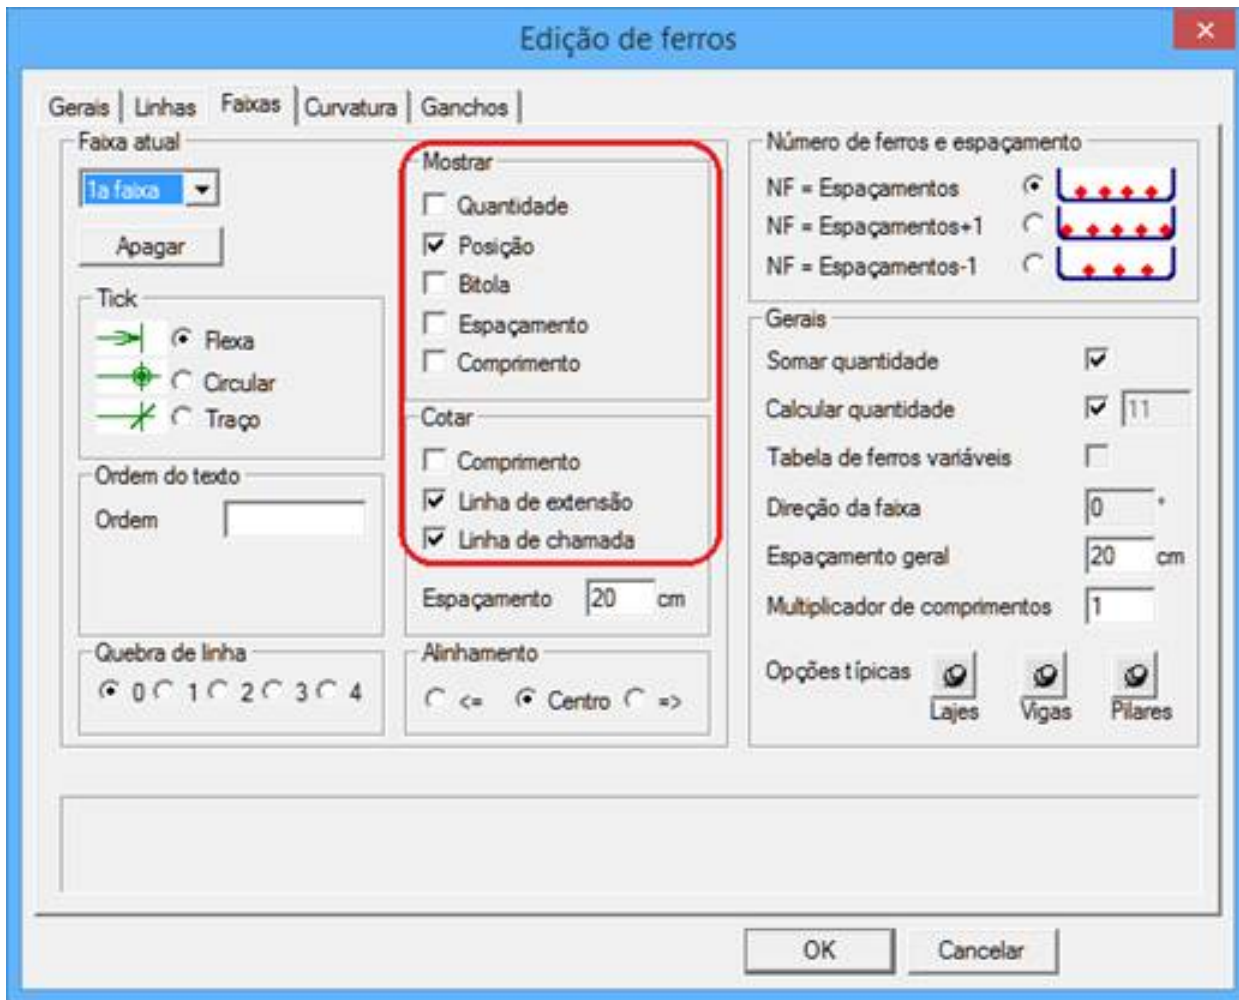 Edição de ferros
Gerais
Linhas
Faixas
Curvatura
Ganchos
Faixa atual
1a faixa
Apagar
Tick
Flexa
Circular
Traço
Ordem do texto
Ordem
Quebra de linha
0 1 2 3 4
Mostrar
Quantidade
Posição
Bitola
Espaçamento
Comprimento
Cotar
Comprimento
Linha de extensão
Linha de chamada
Espaçamento 20 cm
Alinhamento
<= Centro =>
Número de ferros e espaçamento
NF = Espaçamentos
NF = Espaçamentos+1
NF = Espaçamentos-1
Gerais
Somar quantidade
Calcular quantidade 11
Tabela de ferros variáveis
Direção da faixa 0 °
Espaçamento geral 20 cm
Multiplicador de comprimentos 1
Opções típicas
Lajes Vigas Pilares
OK Cancelar